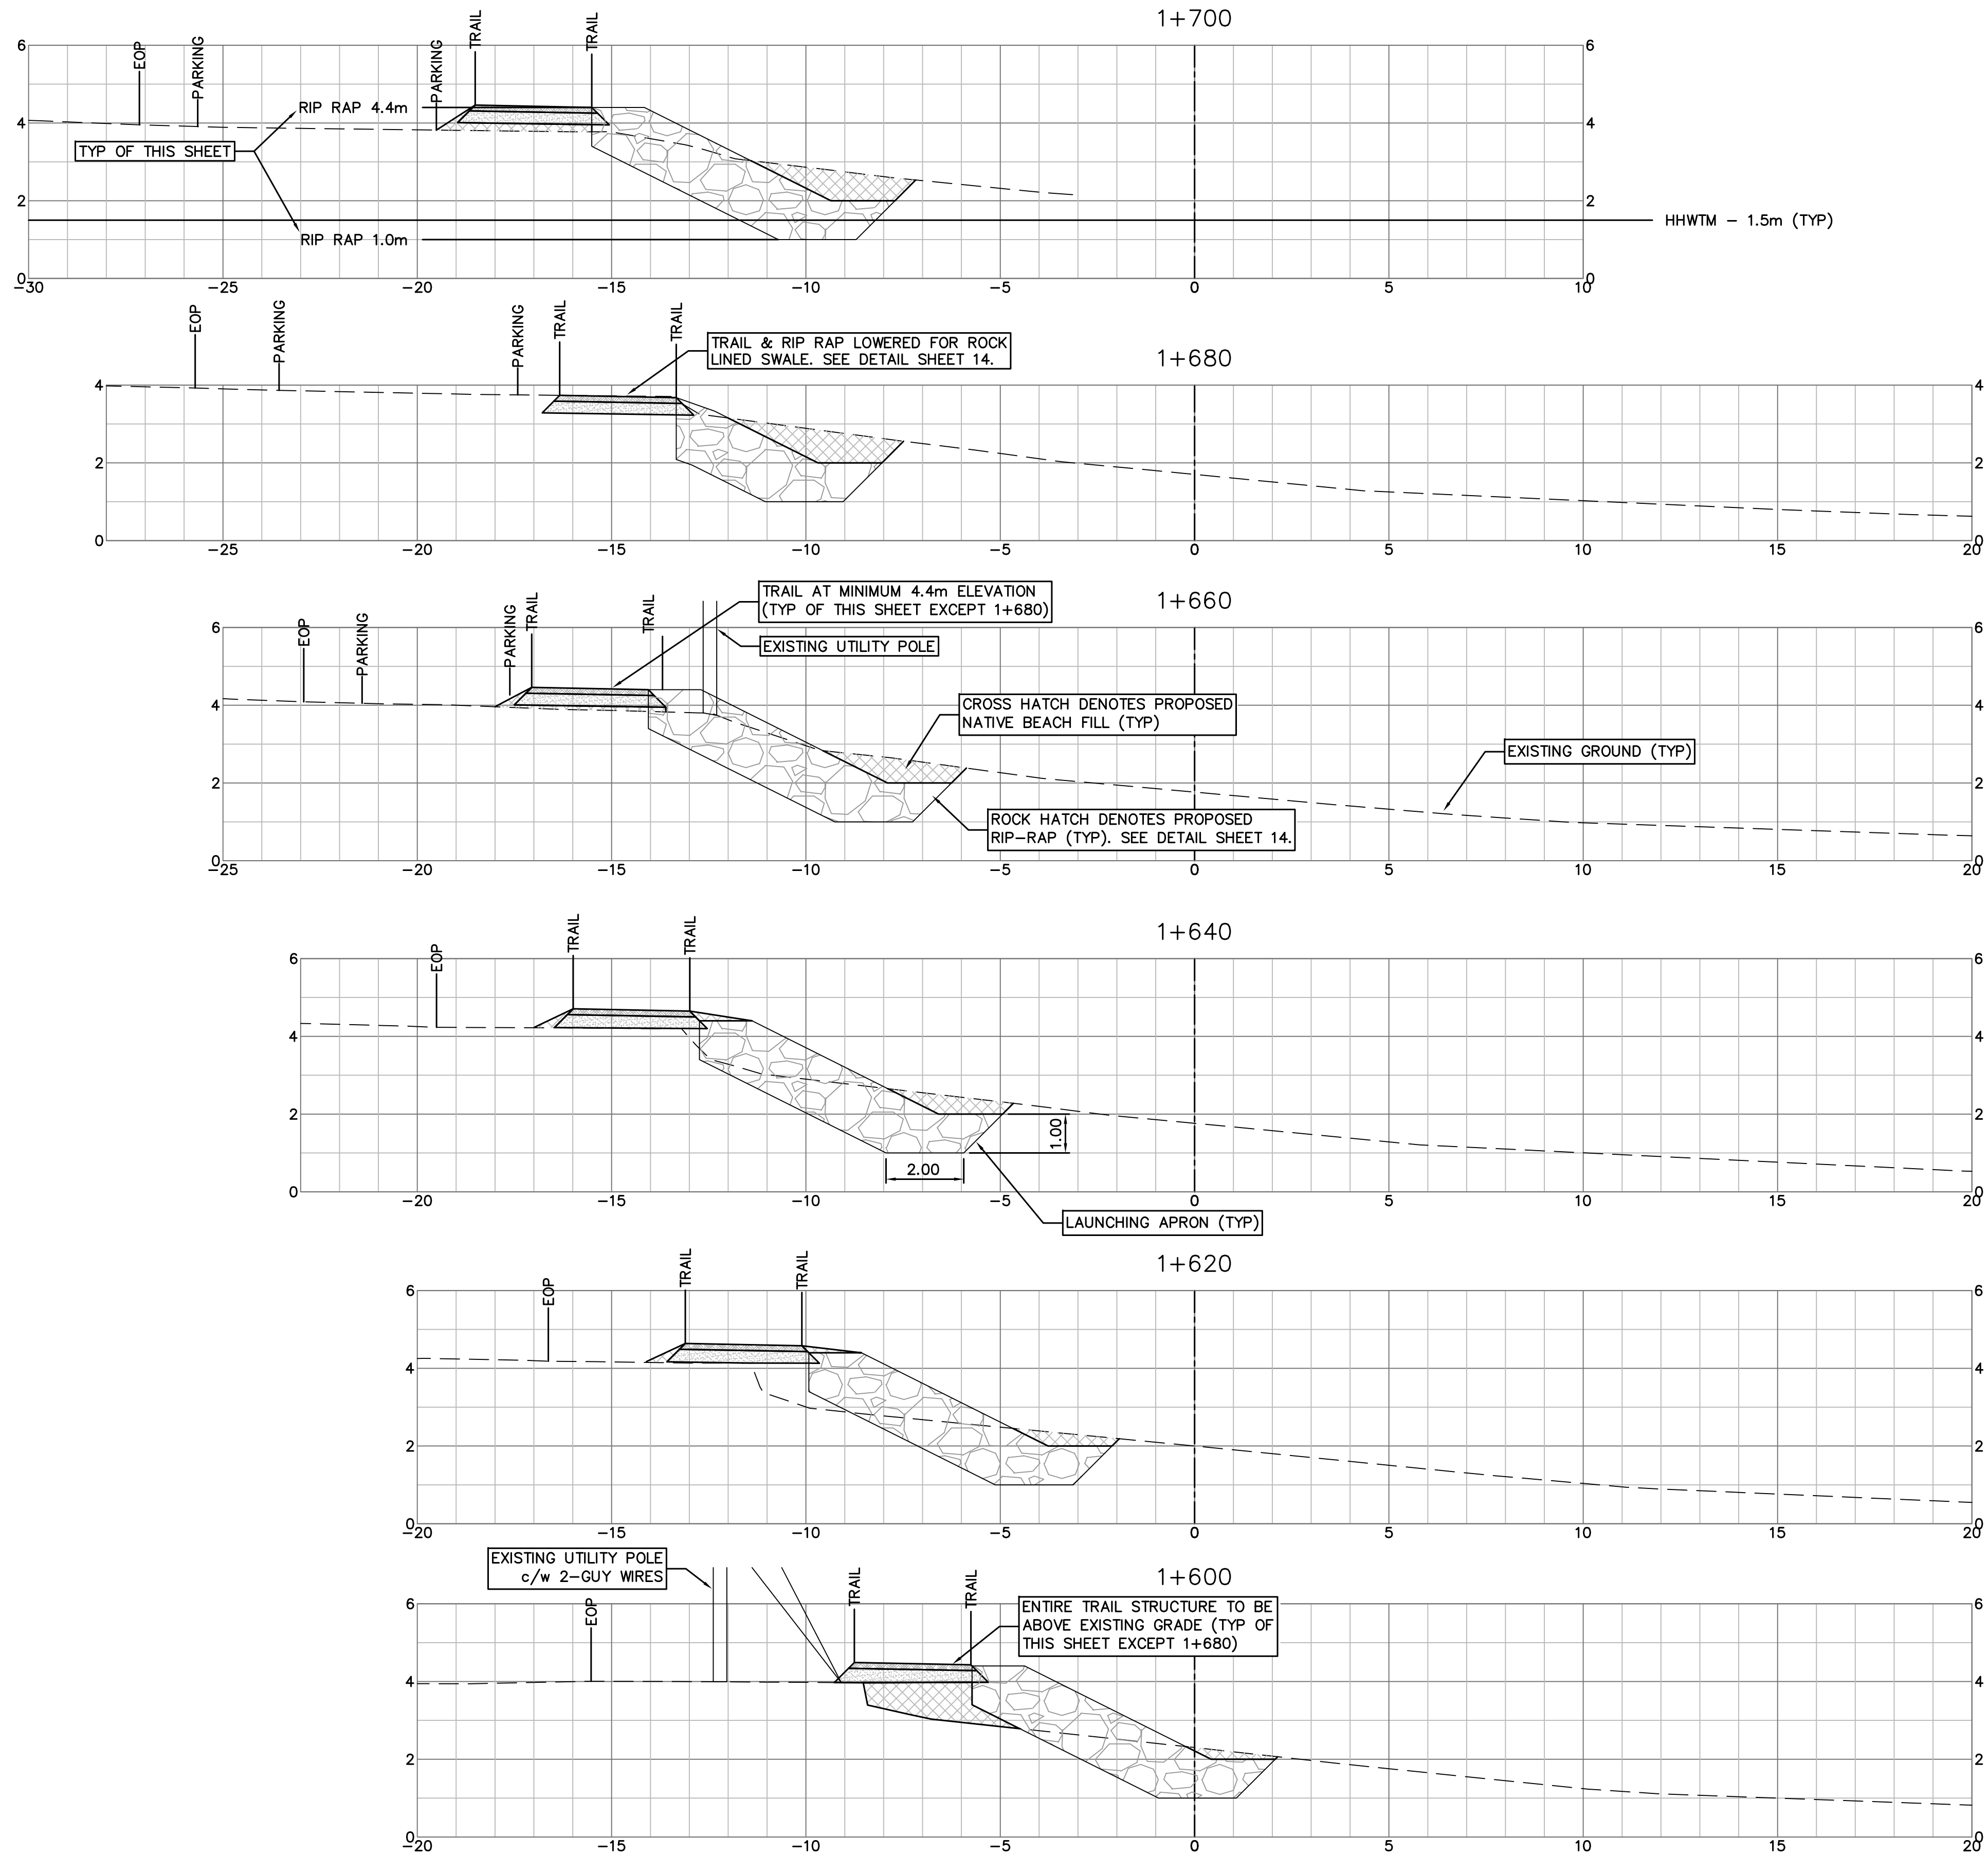 1+700
TRAIL
TRAIL
EOP
PARKING
PARKING
6
6
RIP RAP 4.4m
4
4
TYP OF THIS SHEET
2
2
HHWTM - 1.5m (TYP)
RIP RAP 1.0m
0
0
-30
-25
-20
-15
-10
-5
0
5
10
1+680
EOP
PARKING
PARKING
TRAIL
TRAIL
TRAIL & RIP RAP LOWERED FOR ROCK
LINED SWALE. SEE DETAIL SHEET 14.
4
4
2
2
0
0
-25
-20
-15
-10
-5
0
5
10
15
20
1+660
TRAIL AT MINIMUM 4.4m ELEVATION
(TYP OF THIS SHEET EXCEPT 1+680)
EOP
PARKING
PARKING
TRAIL
TRAIL
6
6
EXISTING UTILITY POLE
4
4
CROSS HATCH DENOTES PROPOSED
NATIVE BEACH FILL (TYP)
EXISTING GROUND (TYP)
2
2
ROCK HATCH DENOTES PROPOSED
RIP-RAP (TYP). SEE DETAIL SHEET 14.
0
0
-25
-20
-15
-10
-5
0
5
10
15
20
1+640
EOP
TRAIL
TRAIL
6
6
4
4
2
2
1.00
2.00
0
0
-20
-15
-10
-5
0
5
10
15
20
LAUNCHING APRON (TYP)
1+620
EOP
TRAIL
TRAIL
6
6
4
4
2
2
0
0
-20
-15
-10
-5
0
5
10
15
20
1+600
EXISTING UTILITY POLE
c/w 2-GUY WIRES
EOP
TRAIL
TRAIL
6
6
ENTIRE TRAIL STRUCTURE TO BE
ABOVE EXISTING GRADE (TYP OF
THIS SHEET EXCEPT 1+680)
4
4
2
2
0
0
-20
-15
-10
-5
0
5
10
15
20